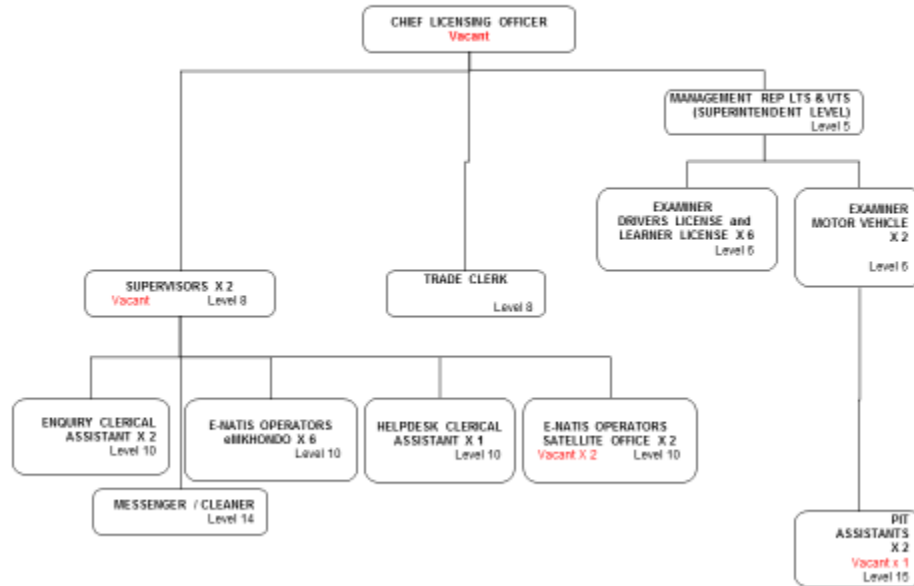 CHIEF LICENSING OFFICER
Vacant
MANAGEMENT REP LTS & VTS
(SUPERINTENDENT LEVEL)
Level 5
EXAMINER
DRIVERS LICENSE and
LEARNER LICENSE X 6
Level 6
EXAMINER
MOTOR VEHICLE
X 2
Level 6
SUPERVISORS X 2
Vacant Level 8
TRADE CLERK
Level 8
ENQUIRY CLERICAL
ASSISTANT X 2
Level 10
E-NATIS OPERATORS
eMKHONDO X 6
Level 10
HELPDESK CLERICAL
ASSISTANT X 1
Level 10
E-NATIS OPERATORS
SATELLITE OFFICE X 2
Vacant X 2 Level 10
MESSENGER / CLEANER
Level 14
PIT
ASSISTANTS
X 2
Vacant x 1
Level 15